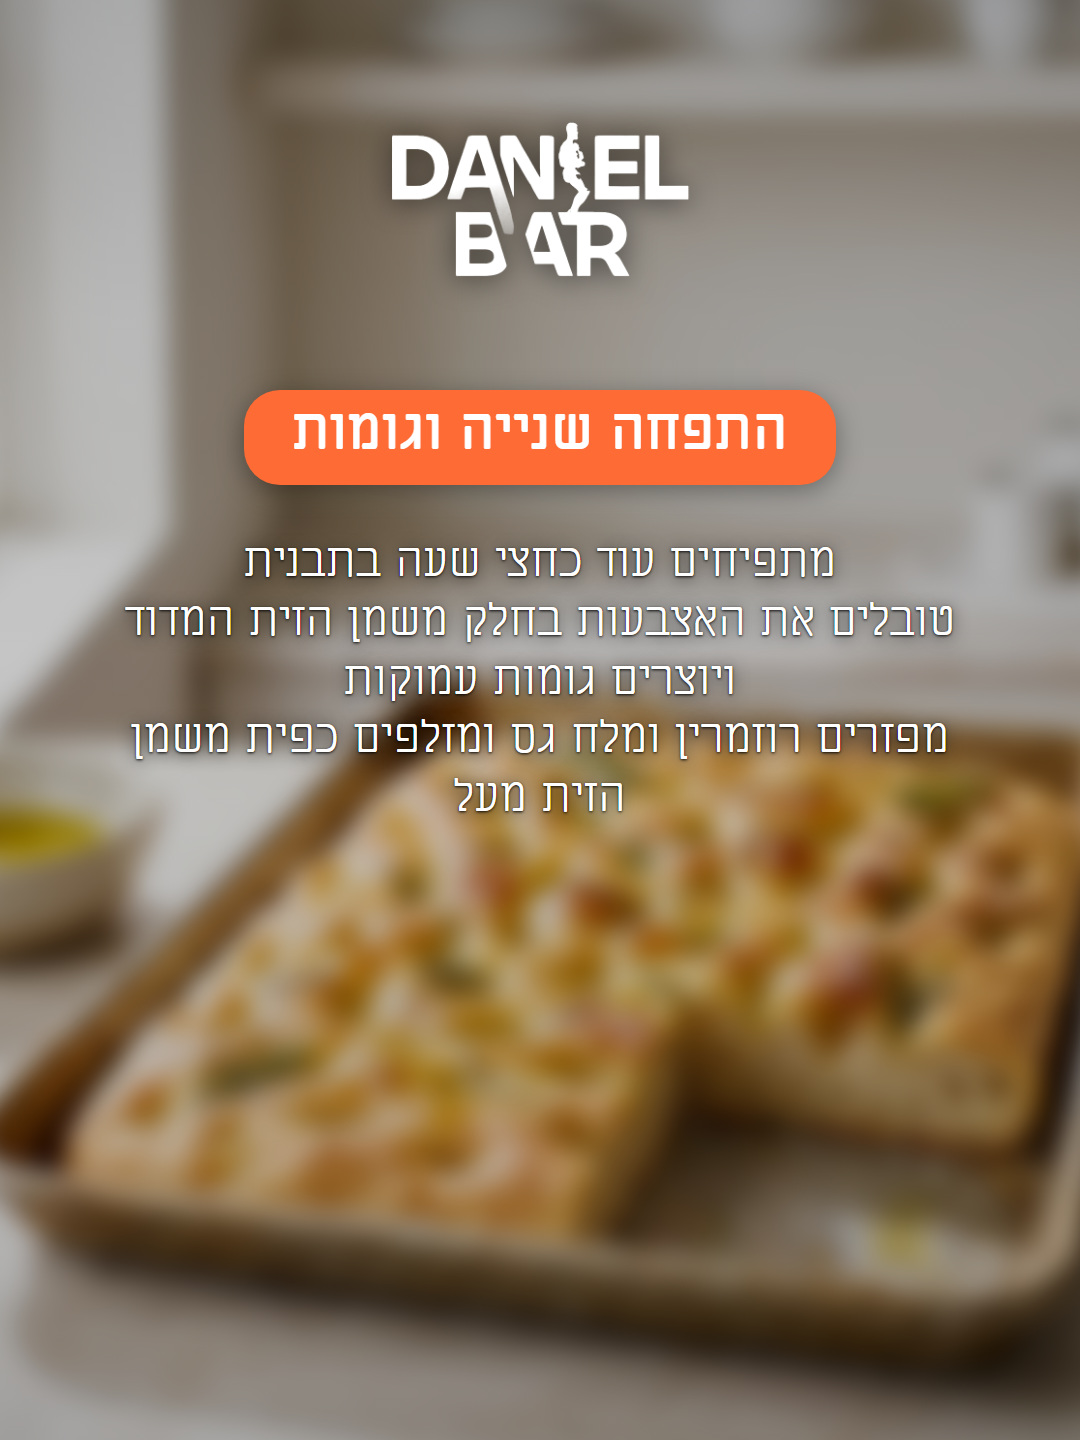 DANIEL
BAR
התפחה שנייה וגומות
מתפיחים עוד כחצי שעה בתבנית
טובלים את האצבעות בחלק משמן הזית המדוד
ויוצרים גומות עמוקות
מפזרים רוזמרין ומלח גס ומזלפים כפית משמן
הזית מעל